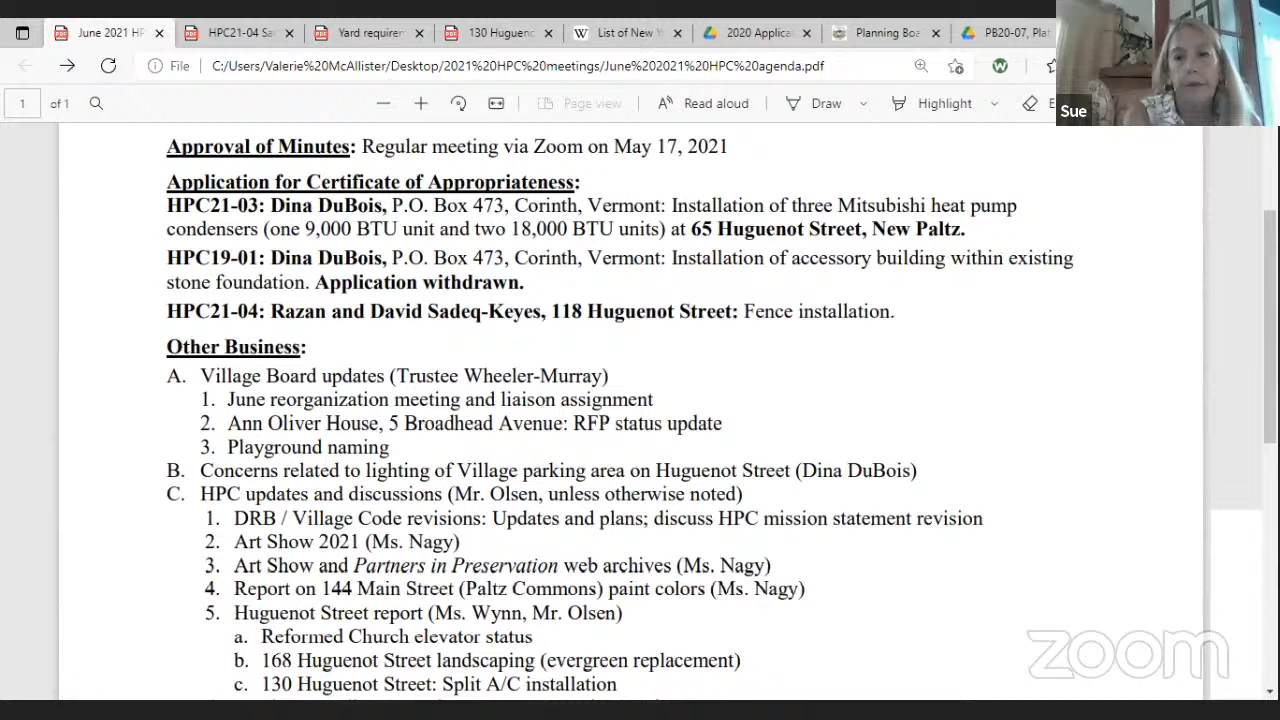 June 2021 HP
HPC21-04 Sa
Yard requirem
130 Huguen
List of New Y
2020 Applica
Planning Boa
PB20-07, Pla
File
C:/Users/Valerie%20McAllister/Desktop/2021%20HPC%20meetings/June%202021%20HPC%20agenda.pdf
1 of 1
Page view
Read aloud
Draw
Highlight
E
Sue
Approval of Minutes: Regular meeting via Zoom on May 17, 2021
Application for Certificate of Appropriateness:
HPC21-03: Dina DuBois, P.O. Box 473, Corinth, Vermont: Installation of three Mitsubishi heat pump
condensers (one 9,000 BTU unit and two 18,000 BTU units) at 65 Huguenot Street, New Paltz.
HPC19-01: Dina DuBois, P.O. Box 473, Corinth, Vermont: Installation of accessory building within existing
stone foundation. Application withdrawn.
HPC21-04: Razan and David Sadeq-Keyes, 118 Huguenot Street: Fence installation.
Other Business:
A. Village Board updates (Trustee Wheeler-Murray)
1. June reorganization meeting and liaison assignment
2. Ann Oliver House, 5 Broadhead Avenue: RFP status update
3. Playground naming
B. Concerns related to lighting of Village parking area on Huguenot Street (Dina DuBois)
C. HPC updates and discussions (Mr. Olsen, unless otherwise noted)
1. DRB / Village Code revisions: Updates and plans; discuss HPC mission statement revision
2. Art Show 2021 (Ms. Nagy)
3. Art Show and Partners in Preservation web archives (Ms. Nagy)
4. Report on 144 Main Street (Paltz Commons) paint colors (Ms. Nagy)
5. Huguenot Street report (Ms. Wynn, Mr. Olsen)
a. Reformed Church elevator status
b. 168 Huguenot Street landscaping (evergreen replacement)
c. 130 Huguenot Street: Split A/C installation
zoom